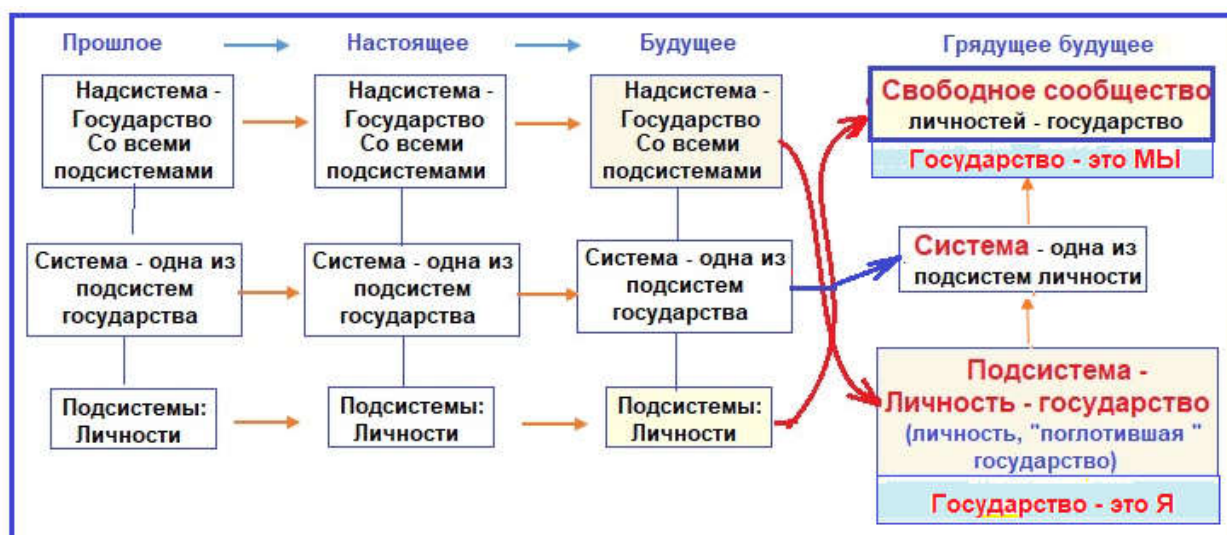 Прошлое
Настоящее
Будущее
Грядущее будущее
Надсистема -
Государство
Со всеми
подсистемами
Надсистема -
Государство
Со всеми
подсистемами
Надсистема -
Государство
Со всеми
подсистемами
Свободное сообщество
личностей - государство
Государство - это МЫ
Система - одна из
подсистем
государства
Система - одна из
подсистем
государства
Система - одна из
подсистем
государства
Система - одна из
подсистем личности
Подсистемы:
Личности
Подсистемы:
Личности
Подсистемы:
Личности
Подсистема -
Личность - государство
(личность, "поглотившая "
государство)
Государство - это Я